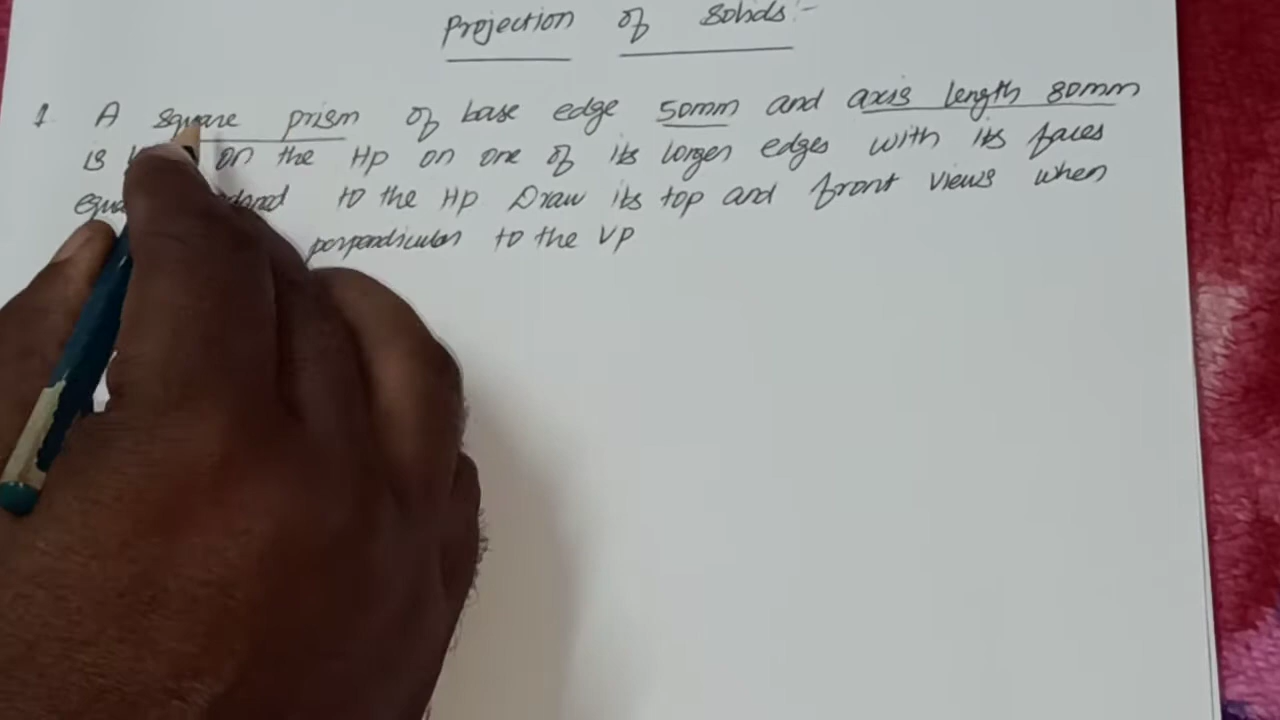 Projection of Solids:-
1 A square prism of base edge 50mm and axis length 80mm
is on the HP on one of its longer edges with its faces
to the HP Draw its top and front views when
perpendicular to the VP